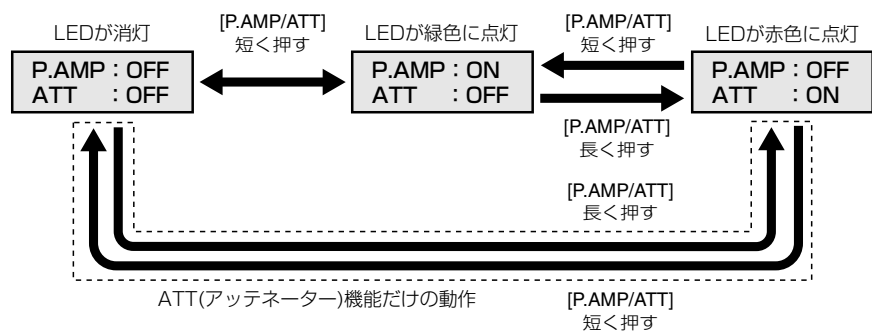 LEDが消灯
[P.AMP/ATT]
短く押す
LEDが緑色に点灯
[P.AMP/ATT]
短く押す
LEDが赤色に点灯
P.AMP：OFF
ATT ：OFF
P.AMP：ON
ATT ：OFF
P.AMP：OFF
ATT ：ON
[P.AMP/ATT]
長く押す
[P.AMP/ATT]
長く押す
ATT(アッテネーター)機能だけの動作
[P.AMP/ATT]
短く押す